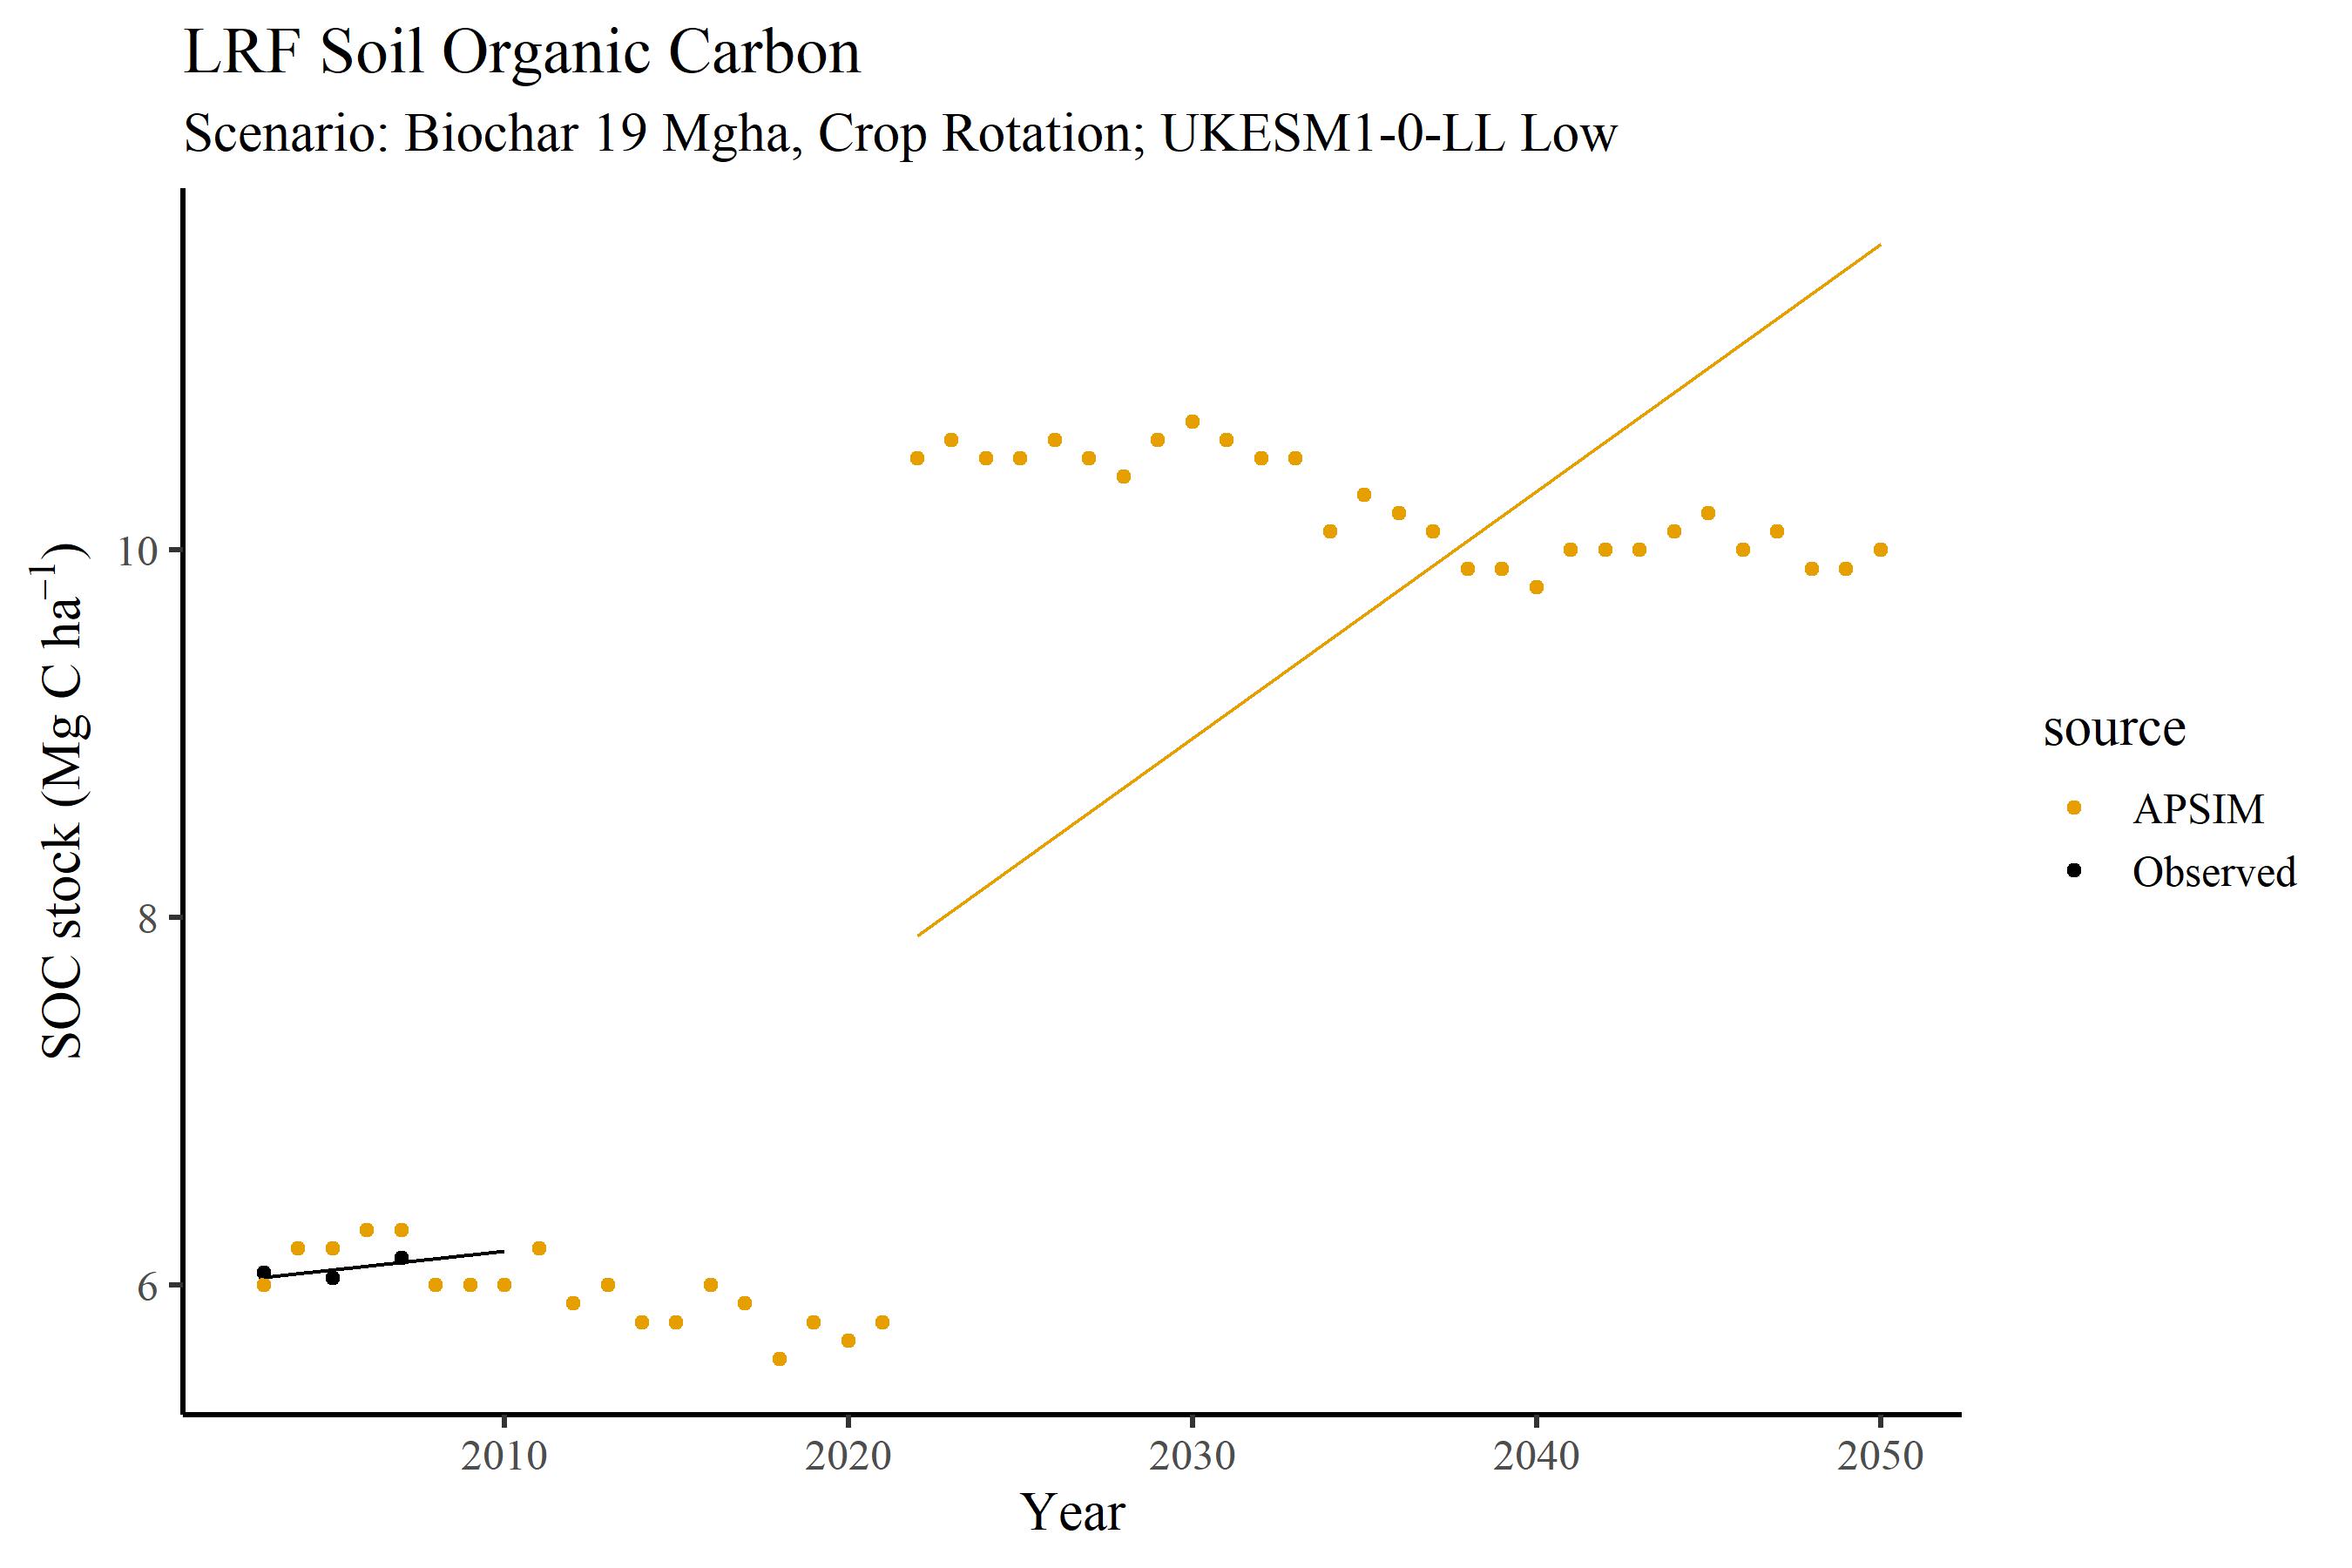 LRF Soil Organic Carbon
Scenario: Biochar 19 Mgha, Crop Rotation; UKESM1-0-LL Low
SOC stock (Mg C ha⁻¹)
10
8
6
2010
2020
2030
2040
2050
Year
source
APSIM
Observed